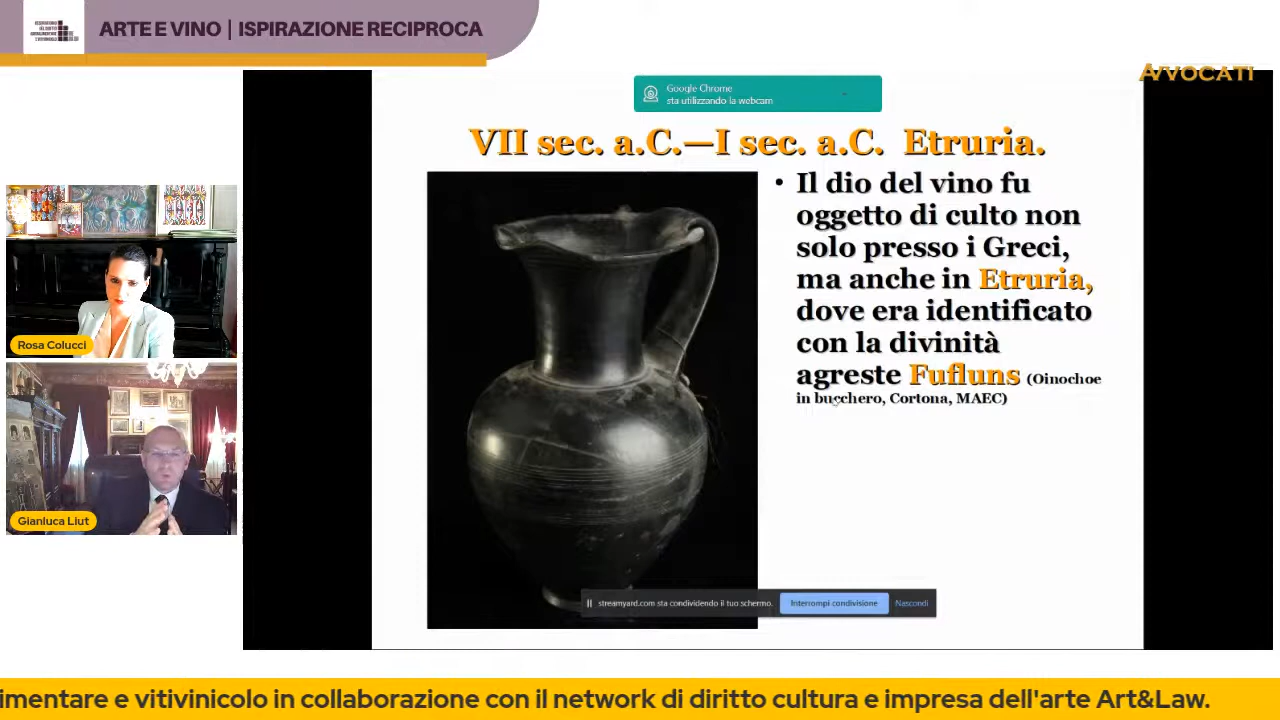 ARTE E VINO | ISPIRAZIONE RECIPROCA
AVVOCATI
Google Chrome
sta utilizzando la webcam
VII sec. a.C.—I sec. a.C. Etruria.
• Il dio del vino fu
oggetto di culto non
solo presso i Greci,
ma anche in Etruria,
dove era identificato
con la divinità
agreste Fufluns (Oinochoe
in bucchero, Cortona, MAEC)
Rosa Colucci
Gianluca Liut
streamyard.com sta condividendo il tuo schermo.
Interrompi condivisione
Nascondi
imentare e vitivinicolo in collaborazione con il network di diritto cultura e impresa dell'arte Art&Law.